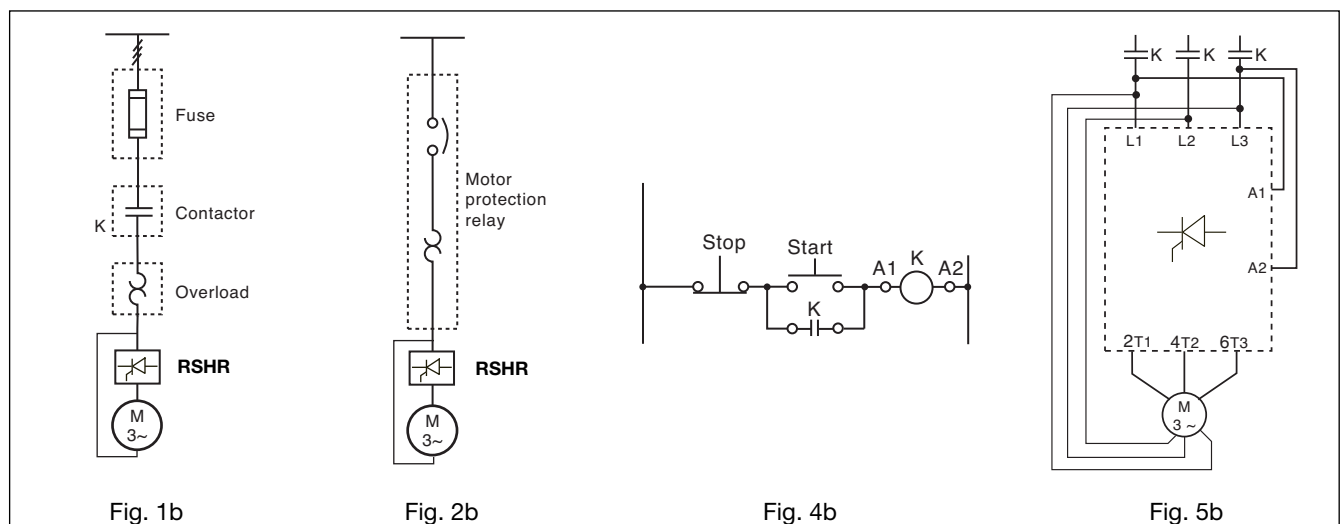 Fuse
K
Contactor
Overload
RSHR
M
3~
Fig. 1b
Motor
protection
relay
RSHR
M
3~
Fig. 2b
Stop
Start
A1
K
A2
K
Fig. 4b
K
K
K
L1
L2
L3
A1
A2
2T1
4T2
6T3
M
3 ~
Fig. 5b